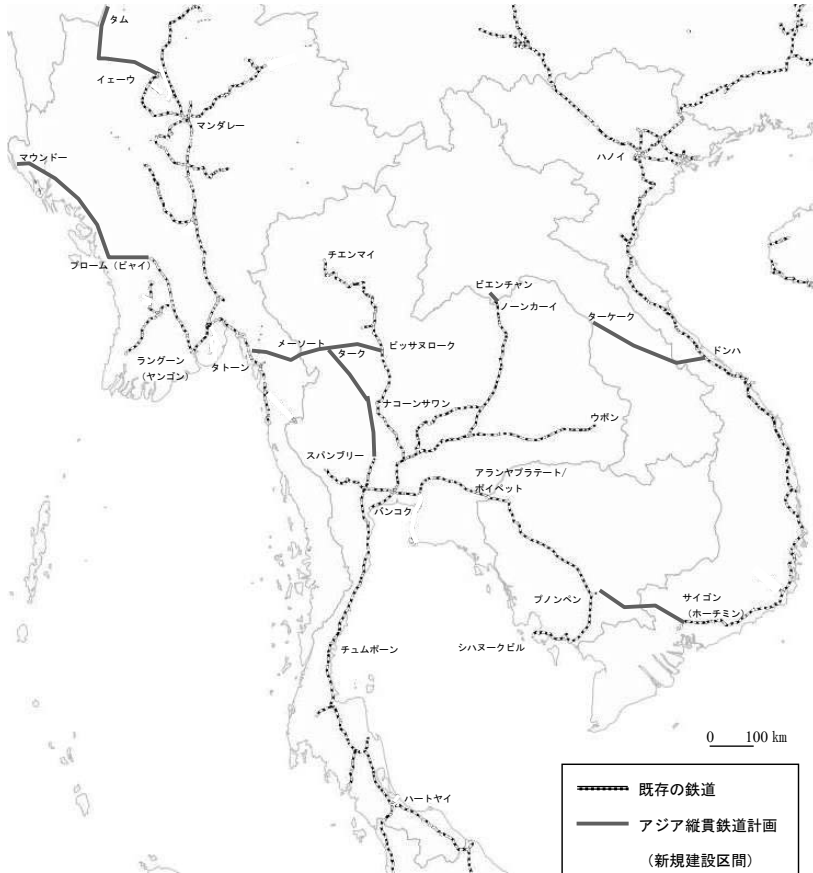 タム
イェーウ
マンダレー
ハノイ
マウンドー
チエンマイ
プローム（ピャイ）
ビエンチャン
ノーンカーイ
ターケーク
メーソート
ピッサヌローク
ドンハ
ターク
ラングーン
（ヤンゴン）
タトーン
ナコーンサワン
ウボン
スパンブリー
アランヤプラテート/
ポイペット
バンコク
プノンペン
サイゴン
（ホーチミン）
シハヌークビル
チュムポーン
0 100 km
既存の鉄道
ハートヤイ
アジア縦貫鉄道計画
（新規建設区間）